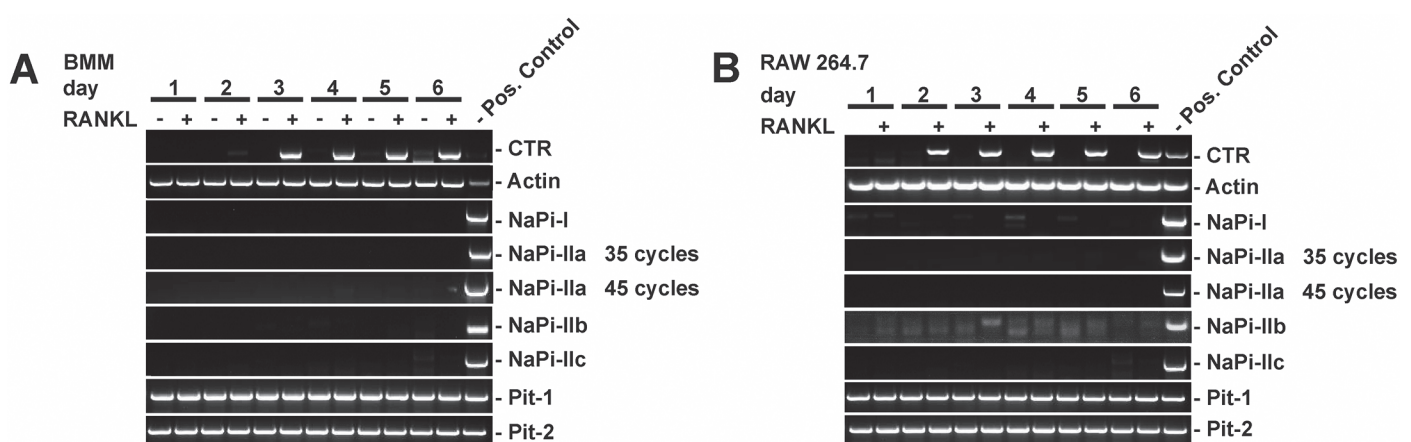 A BMM
day 1 2 3 4 5 6 - Pos. Control
RANKL - + - + - + - + - + - +
- CTR
- Actin
- NaPi-I
- NaPi-IIa 35 cycles
- NaPi-IIa 45 cycles
- NaPi-IIb
- NaPi-IIc
- Pit-1
- Pit-2
B RAW 264.7
day 1 2 3 4 5 6 - Pos. Control
RANKL + + + + + +
- CTR
- Actin
- NaPi-I
- NaPi-IIa 35 cycles
- NaPi-IIa 45 cycles
- NaPi-IIb
- NaPi-IIc
- Pit-1
- Pit-2